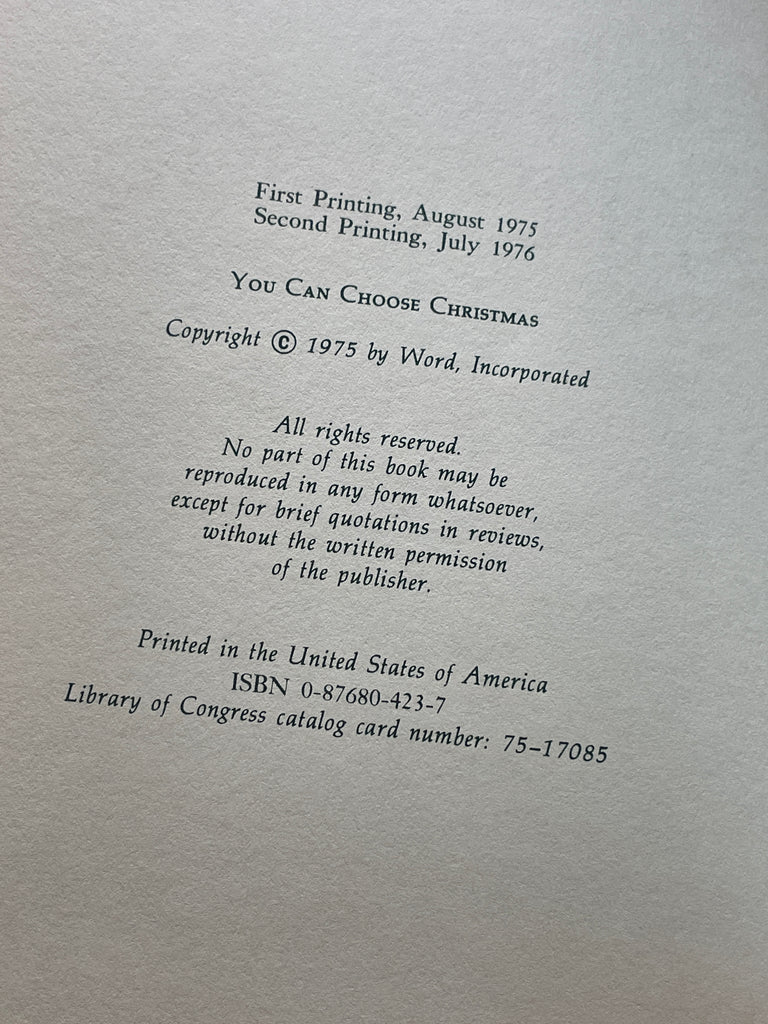 First Printing, August 1975
Second Printing, July 1976
You Can Choose Christmas
Copyright © 1975 by Word, Incorporated
All rights reserved.
No part of this book may be
reproduced in any form whatsoever,
except for brief quotations in reviews,
without the written permission
of the publisher.
Printed in the United States of America
ISBN 0-87680-423-7
Library of Congress catalog card number: 75–17085